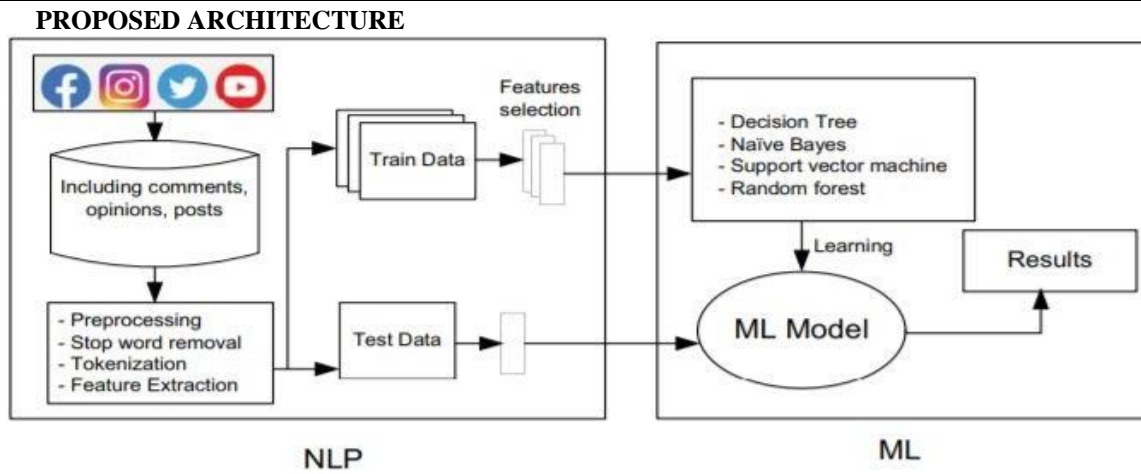 PROPOSED ARCHITECTURE
Including comments,
opinions, posts
- Preprocessing
- Stop word removal
- Tokenization
- Feature Extraction
Train Data
Features
selection
Test Data
NLP
- Decision Tree
- Naïve Bayes
- Support vector machine
- Random forest
Learning
ML Model
Results
ML